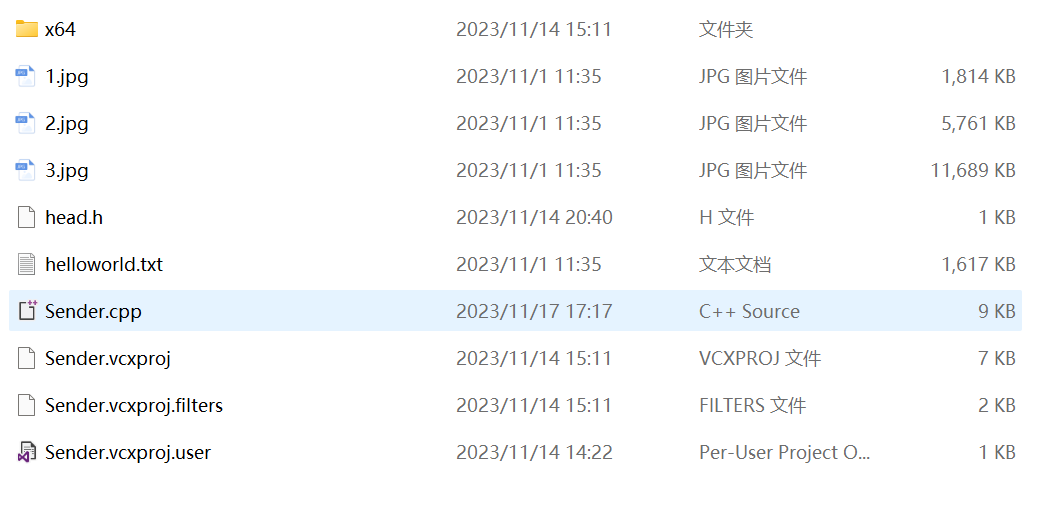 x64 2023/11/14 15:11 文件夹
1.jpg 2023/11/1 11:35 JPG 图片文件 1,814 KB
2.jpg 2023/11/1 11:35 JPG 图片文件 5,761 KB
3.jpg 2023/11/1 11:35 JPG 图片文件 11,689 KB
head.h 2023/11/14 20:40 H 文件 1 KB
helloworld.txt 2023/11/1 11:35 文本文档 1,617 KB
Sender.cpp 2023/11/17 17:17 C++ Source 9 KB
Sender.vcxproj 2023/11/14 15:11 VCXPROJ 文件 7 KB
Sender.vcxproj.filters 2023/11/14 15:11 FILTERS 文件 2 KB
Sender.vcxproj.user 2023/11/14 14:22 Per-User Project O... 1 KB